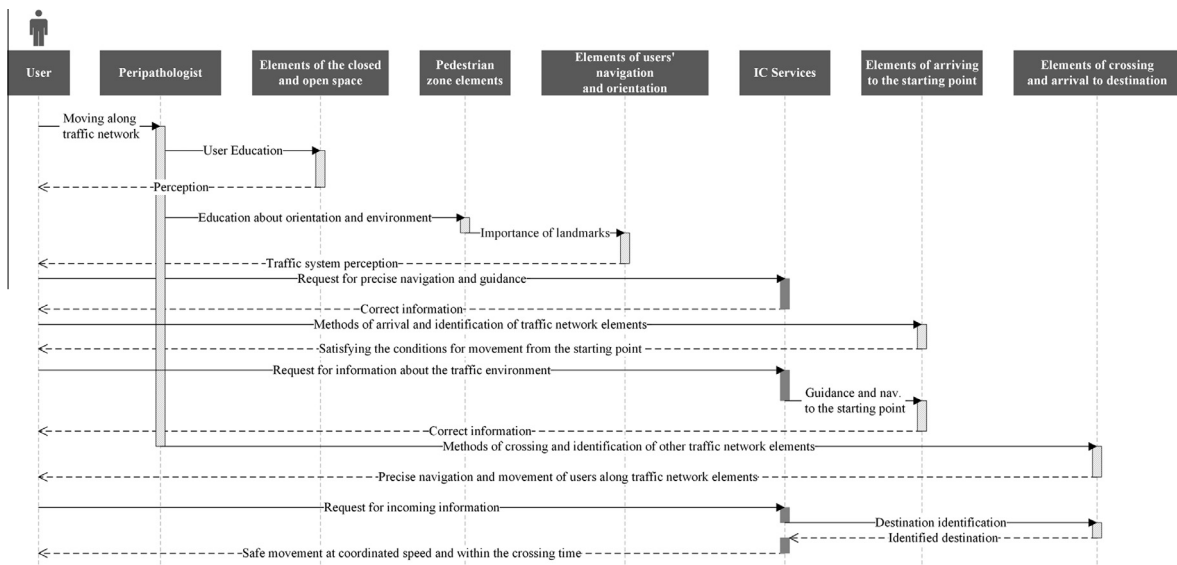 User
Peripathologist
Elements of the closed
and open space
Pedestrian
zone elements
Elements of users'
navigation
and orientation
IC Services
Elements of arriving
to the starting point
Elements of crossing
and arrival to destination
Moving along
traffic network
User Education
Perception
Education about orientation and environment
Importance of landmarks
Traffic system perception
Request for precise navigation and guidance
Correct information
Methods of arrival and identification of traffic network elements
Satisfying the conditions for movement from the starting point
Request for information about the traffic environment
Guidance and nav.
to the starting point
Correct information
Methods of crossing and identification of other traffic network elements
Precise navigation and movement of users along traffic network elements
Request for incoming information
Destination identification
Identified destination
Safe movement at coordinated speed and within the crossing time